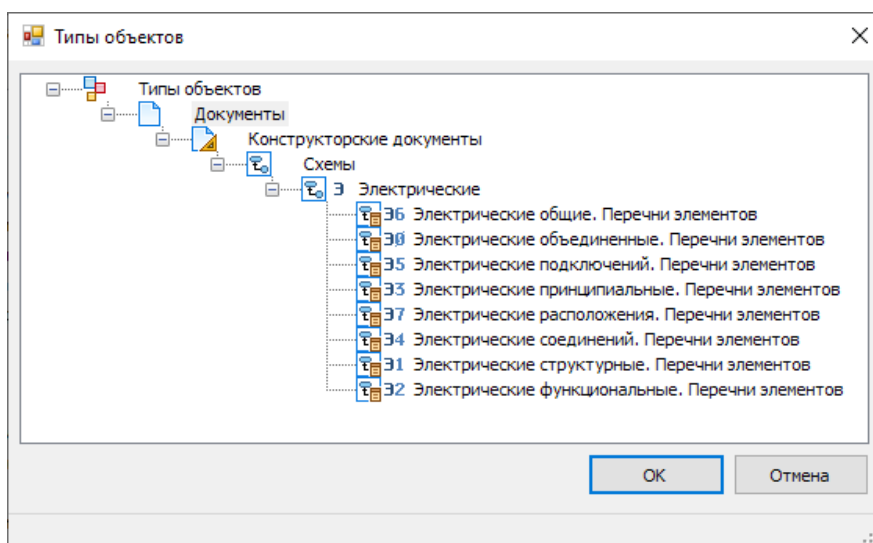 Типы объектов
Типы объектов
Документы
Конструкторские документы
Схемы
Э Электрические
Э6 Электрические общие. Перечни элементов
Э0 Электрические объединенные. Перечни элементов
Э5 Электрические подключений. Перечни элементов
Э3 Электрические принципиальные. Перечни элементов
Э7 Электрические расположения. Перечни элементов
Э4 Электрические соединений. Перечни элементов
Э1 Электрические структурные. Перечни элементов
Э2 Электрические функциональные. Перечни элементов
ОК Отмена